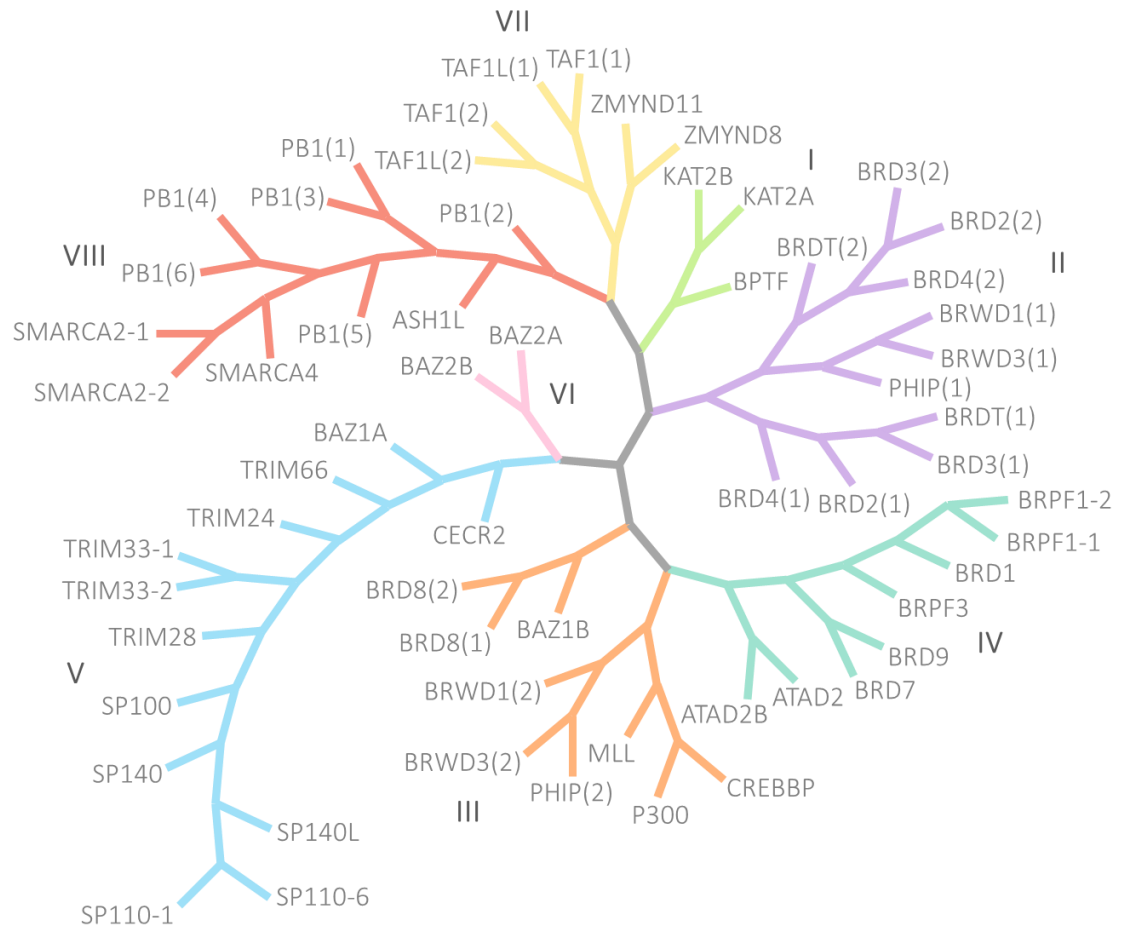 VII
TAF1L(1)
TAF1(1)
TAF1(2)
ZMYND11
ZMYND8
TAF1L(2)
PB1(1)
PB1(3)
PB1(2)
PB1(4)
PB1(6)
VIII
SMARCA2-1
SMARCA2-2
SMARCA4
PB1(5)
ASH1L
I
KAT2B
KAT2A
BPTF
BRD3(2)
BRD2(2)
BRDT(2)
II
BRD4(2)
BRWD1(1)
BRWD3(1)
PHIP(1)
BRDT(1)
BRD3(1)
BRD4(1)
BRD2(1)
BAZ2A
BAZ2B
VI
BAZ1A
TRIM66
TRIM24
CECR2
TRIM33-1
TRIM33-2
TRIM28
V
SP100
SP140
SP140L
SP110-6
SP110-1
BRD8(2)
BRD8(1)
BAZ1B
BRWD1(2)
BRWD3(2)
PHIP(2)
MLL
P300
CREBBP
III
BRPF1-2
BRPF1-1
BRD1
BRPF3
IV
BRD9
BRD7
ATAD2
ATAD2B